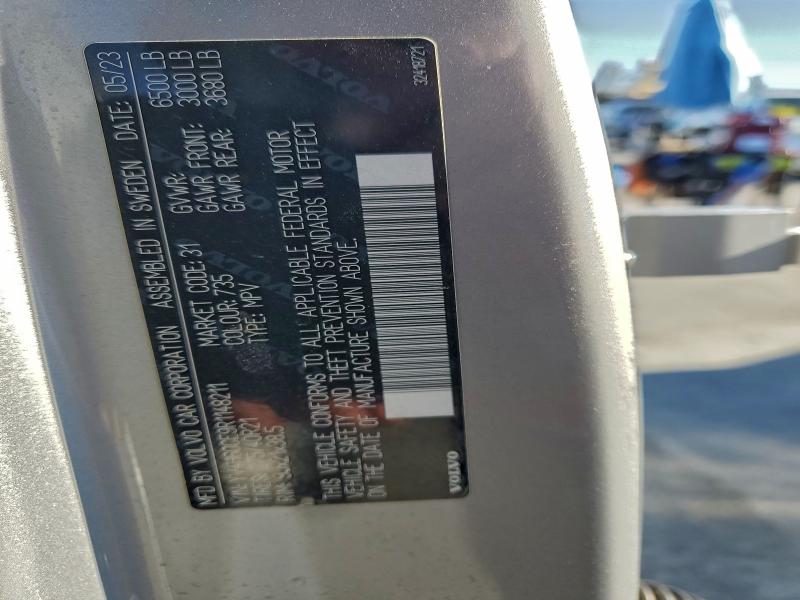 MFD BY VOLVO CAR CORPORATION ASSEMBLED IN SWEDEN DATE: 05/23
MARKET CODE: 31 GVWR: 6500 LB
COLOUR: 735 GAWR FRONT: 3000 LB
TYPE: MPV GAWR REAR: 3680 LB
THIS VEHICLE CONFORMS TO ALL APPLICABLE FEDERAL MOTOR
VEHICLE SAFETY AND THEFT PREVENTION STANDARDS IN EFFECT
ON THE DATE OF MANUFACTURE SHOWN ABOVE.
VOLVO 32419721